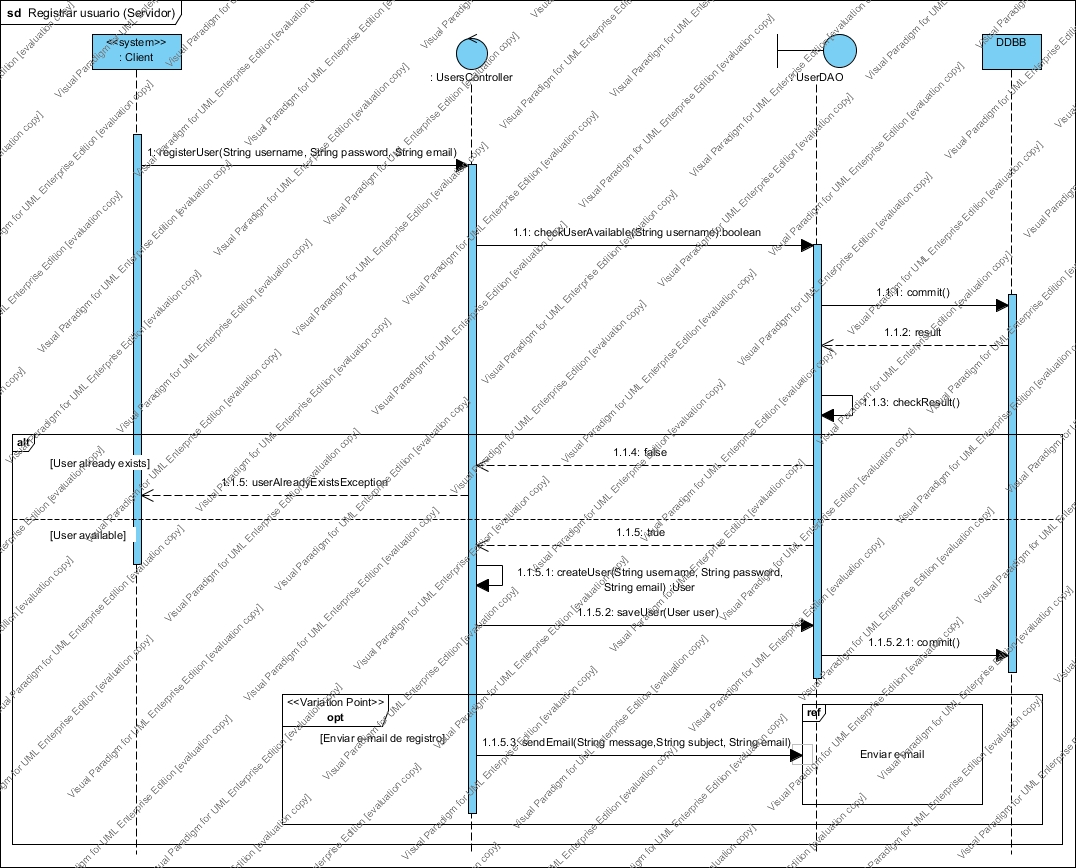 sd Registrar usuario (Servidor)
<<system>>
: Client
: UsersController
: UserDAO
DDBB
1: registerUser(String username, String password, String email)
1.1: checkUserAvailable(String username):boolean
1.1.1: commit()
1.1.2: result
1.1.3: checkResult()
alt
[User already exists]
1.1.4: false
1.1.5: userAlreadyExistsException
[User available]
1.1.5: true
1.1.5.1: createUser(String username, String password,
String email) :User
1.1.5.2: saveUser(User user)
1.1.5.2.1: commit()
<<Variation Point>>
opt
[Enviar e-mail de registro]
ref
1.1.5.3: sendEmail(String message,String subject, String email)
Enviar e-mail
Visual Paradigm for UML Enterprise Edition [evaluation copy]